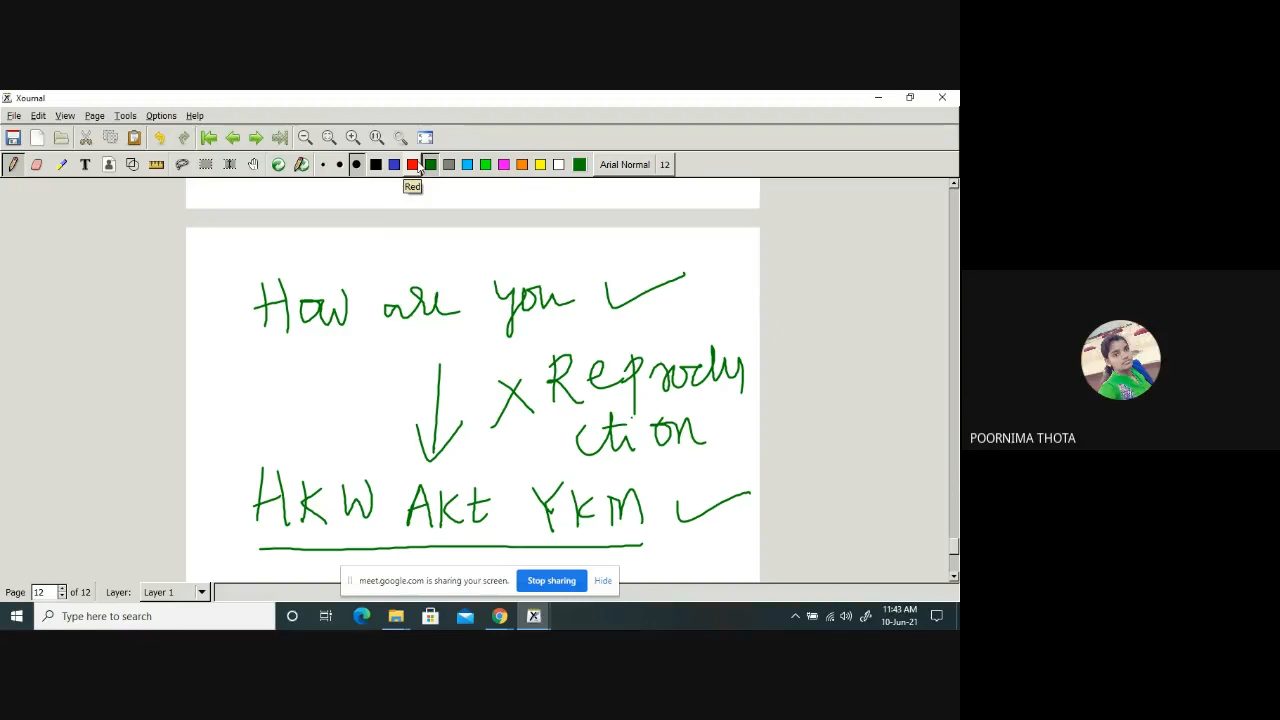 Xournal
File Edit View Page Tools Options Help
T Arial Normal 12
Red
How are you
X Reprodu
ction
HKW AKt YKM
meet.google.com is sharing your screen. Stop sharing Hide
Page 12 of 12 Layer: Layer 1
Type here to search
11:43 AM
10-Jun-21
POORNIMA THOTA